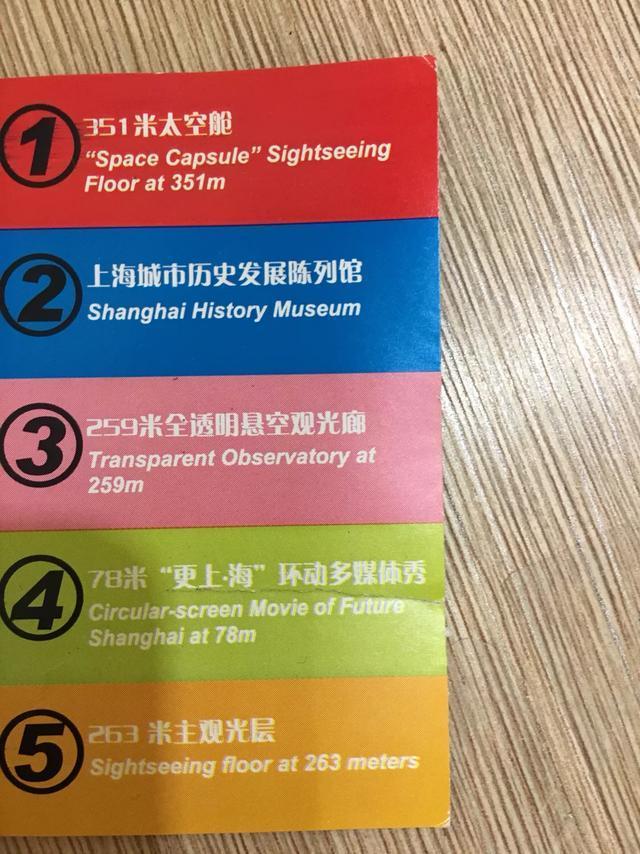 1
351米太空舱
“Space Capsule” Sightseeing
Floor at 351m
2
上海城市历史发展陈列馆
Shanghai History Museum
3
259米全透明悬空观光廊
Transparent Observatory at
259m
4
78米 “更上·海” 环动多媒体秀
Circular-screen Movie of Future
Shanghai at 78m
5
263 米主观光层
Sightseeing floor at 263 meters